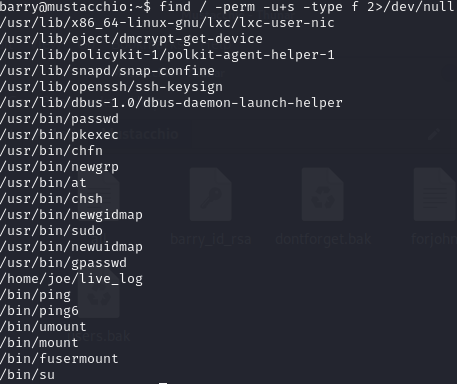 barry@mustacchio:~$ find / -perm -u+s -type f 2>/dev/null
/usr/lib/x86_64-linux-gnu/lxc/lxc-user-nic
/usr/lib/eject/dmcrypt-get-device
/usr/lib/policykit-1/polkit-agent-helper-1
/usr/lib/snapd/snap-confine
/usr/lib/openssh/ssh-keysign
/usr/lib/dbus-1.0/dbus-daemon-launch-helper
/usr/bin/passwd
/usr/bin/pkexec
/usr/bin/chfn
/usr/bin/newgrp
/usr/bin/at
/usr/bin/chsh
/usr/bin/newgidmap
/usr/bin/sudo
/usr/bin/newuidmap
/usr/bin/gpasswd
/home/joe/live_log
/bin/ping
/bin/ping6
/bin/umount
/bin/mount
/bin/fusermount
/bin/su
barry_id_rsa
dontforget.bak